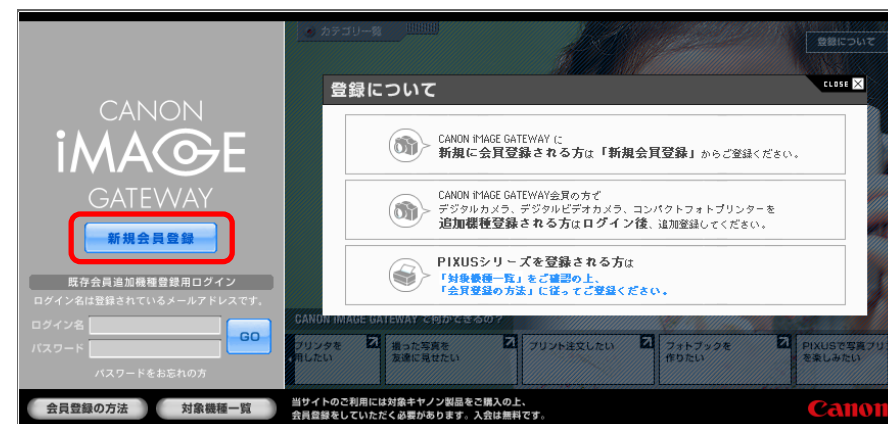 CANON
iMAGE
GATEWAY
新規会員登録
既存会員追加機種登録用ログイン
ログイン名は登録されているメールアドレスです。
ログイン名
パスワード
GO
パスワードをお忘れの方
会員登録の方法
対象機種一覧
カテゴリ一覧
登録について
登録について
CLOSE
CANON iMAGE GATEWAY に
新規に会員登録される方は「新規会員登録」からご登録ください。
CANON iMAGE GATEWAY会員の方で
デジタルカメラ、デジタルビデオカメラ、コンパクトフォトプリンターを
追加機種登録される方はログイン後、追加登録してください。
PIXUSシリーズを登録される方は
「対象機種一覧」をご確認の上、
「会員登録の方法」に従ってご登録ください。
CANON iMAGE GATEWAY で何ができるの？
プリンタを
用したい
撮った写真を
友達に見せたい
プリント注文したい
フォトブックを
作りたい
PIXUSで写真プリ
を楽しみたい
当サイトのご利用には対象キヤノン製品をご購入の上、
会員登録をしていただく必要があります。入会は無料です。
Canon